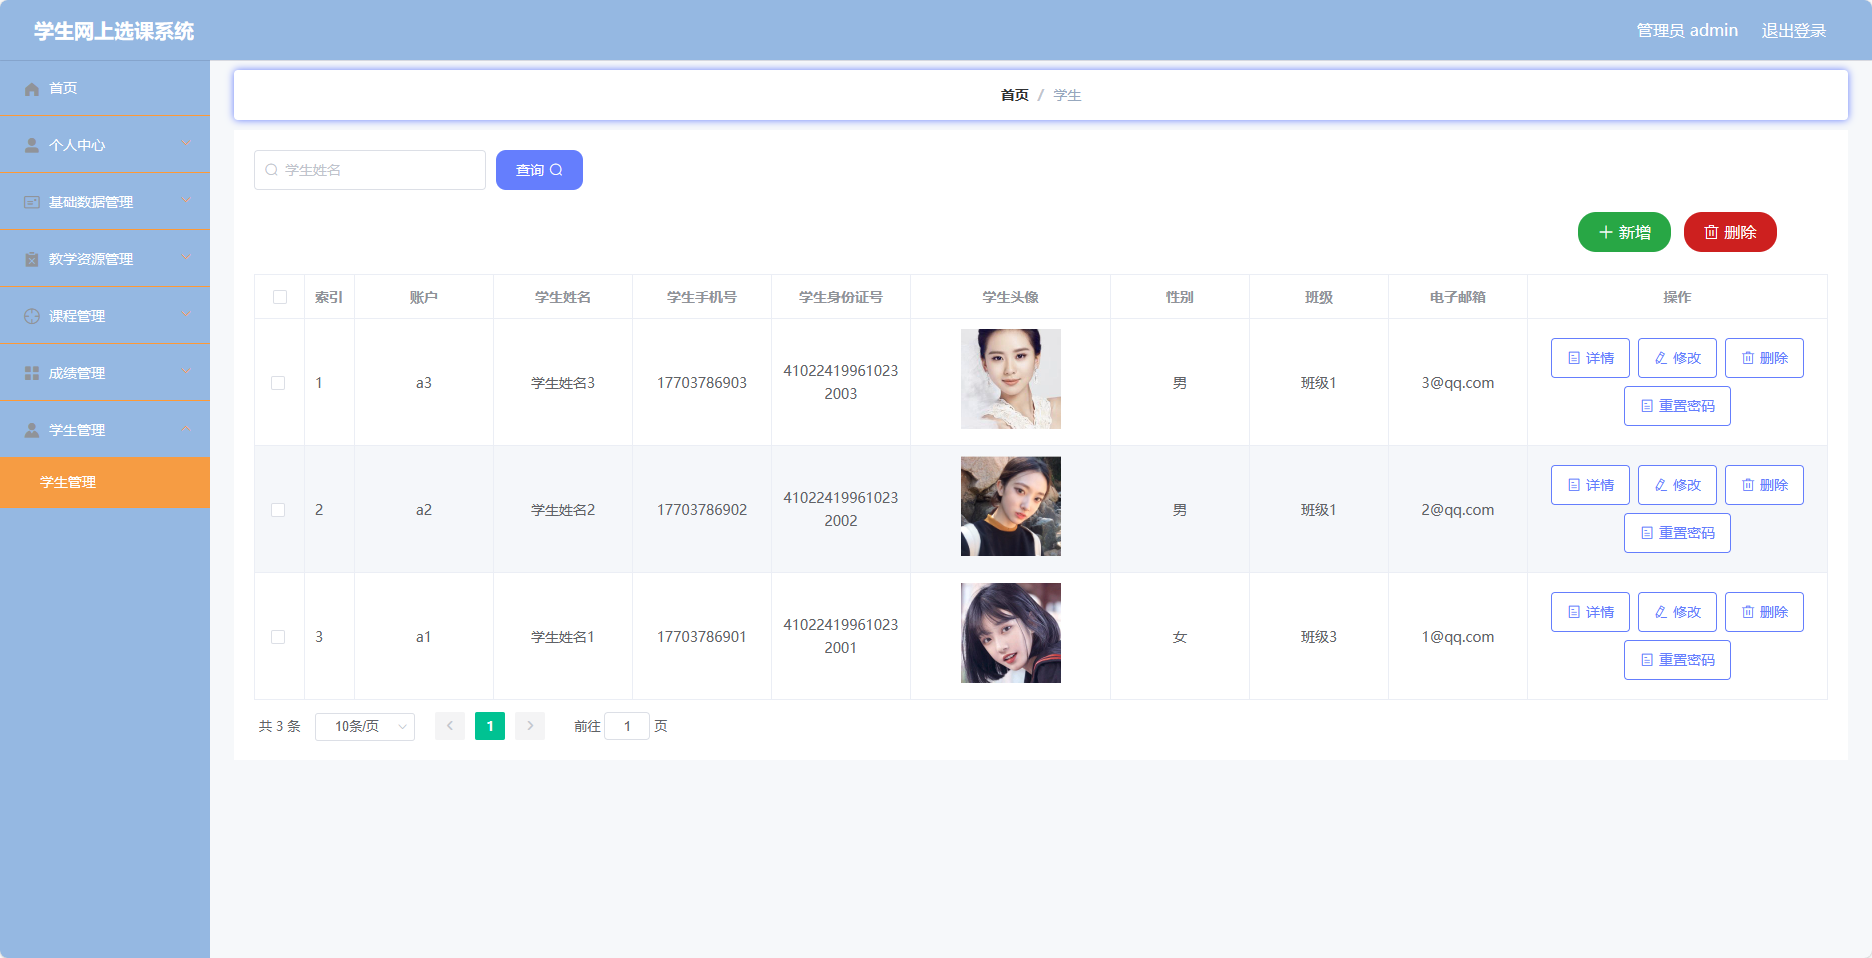 学生网上选课系统
管理员 admin 退出登录
首页
个人中心
基础数据管理
教学资源管理
课程管理
成绩管理
学生管理
学生管理
首页 / 学生
学生姓名 查询
新增 删除
索引 账户 学生姓名 学生手机号 学生身份证号 学生头像 性别 班级 电子邮箱 操作
1 a3 学生姓名3 17703786903 41022419961023 男 班级1 3@qq.com 详情 修改 删除
2003 重置密码
2 a2 学生姓名2 17703786902 41022419961023 男 班级1 2@qq.com 详情 修改 删除
2002 重置密码
3 a1 学生姓名1 17703786901 41022419961023 女 班级3 1@qq.com 详情 修改 删除
2001 重置密码
共 3 条 10条/页 1 前往 1 页